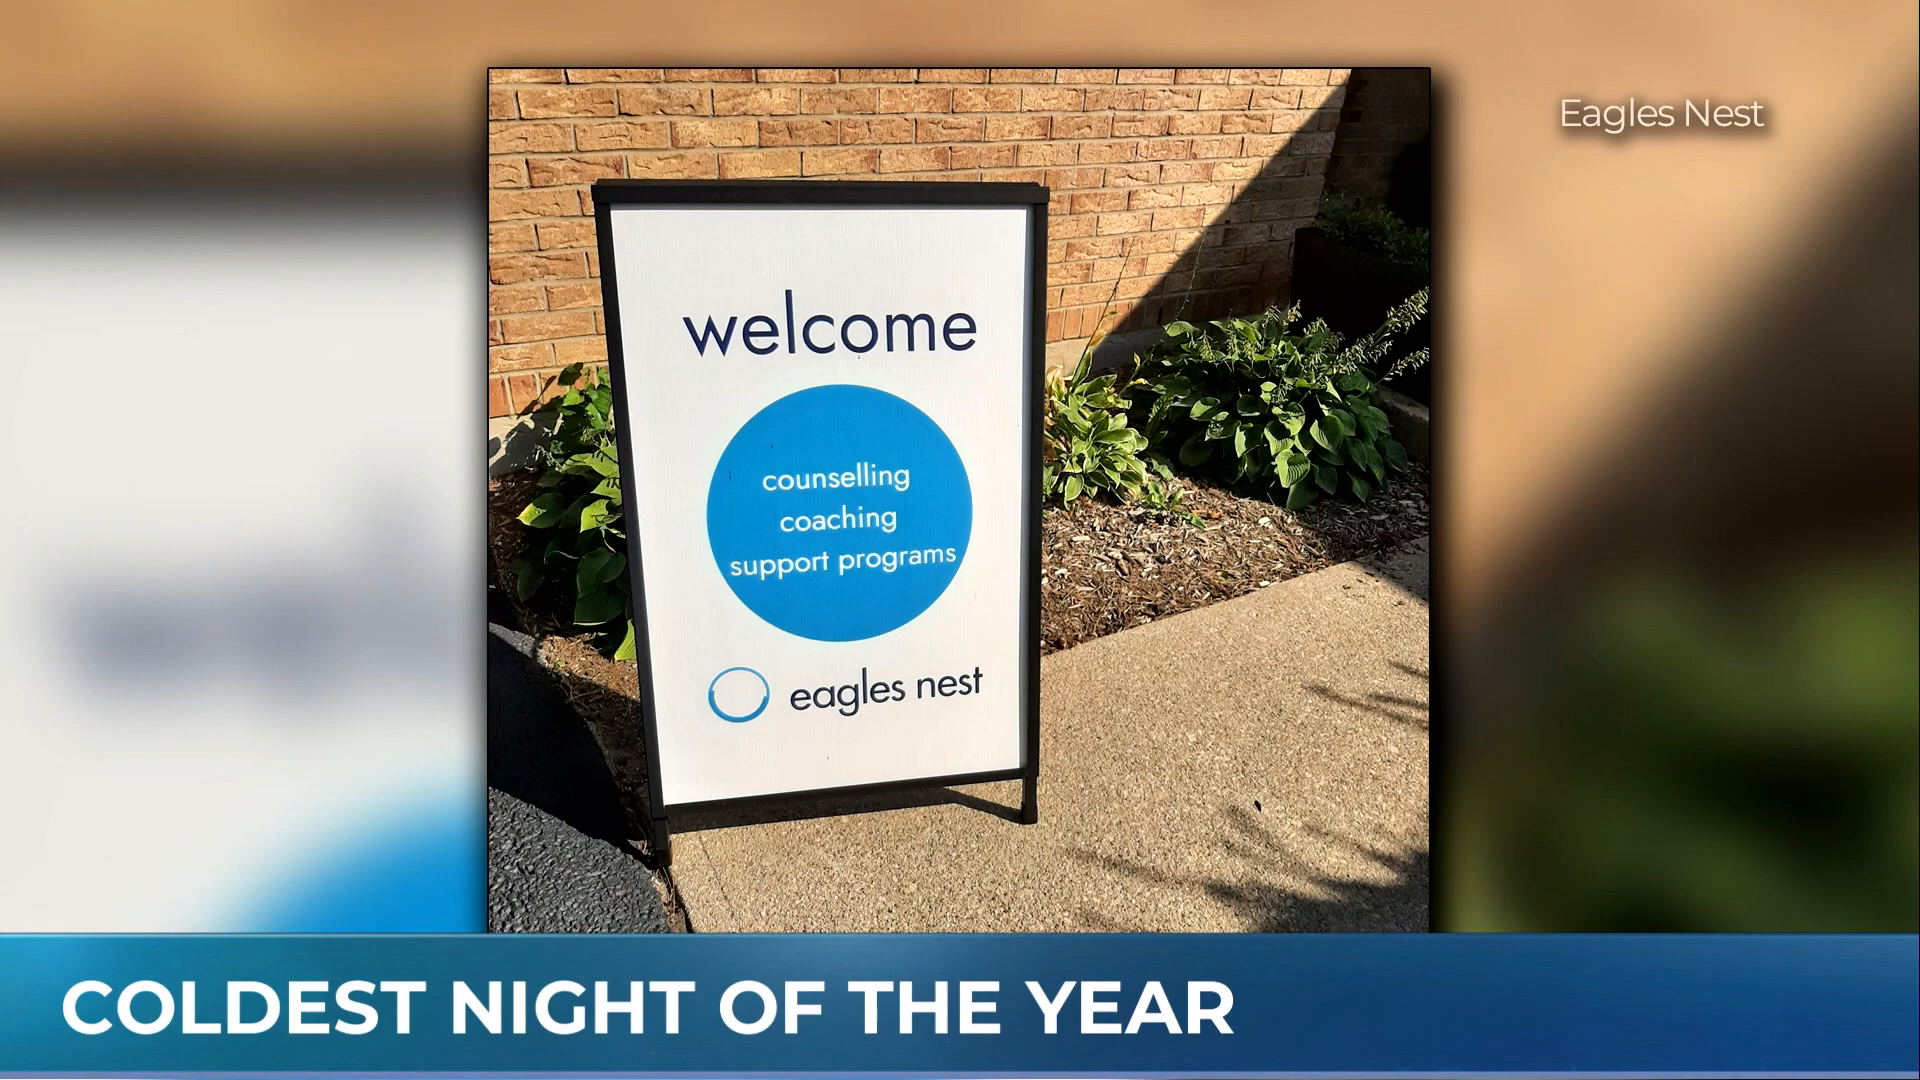 Eagles Nest
welcome
counselling
coaching
support programs
eagles nest
COLDEST NIGHT OF THE YEAR